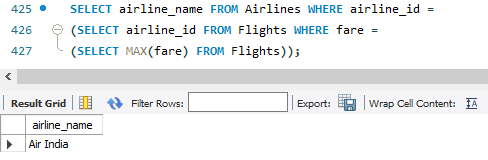 425 SELECT airline_name FROM Airlines WHERE airline_id =
426 (SELECT airline_id FROM Flights WHERE fare =
427 (SELECT MAX(fare) FROM Flights));
Result Grid Filter Rows: Export: Wrap Cell Content: IA
airline_name
Air India